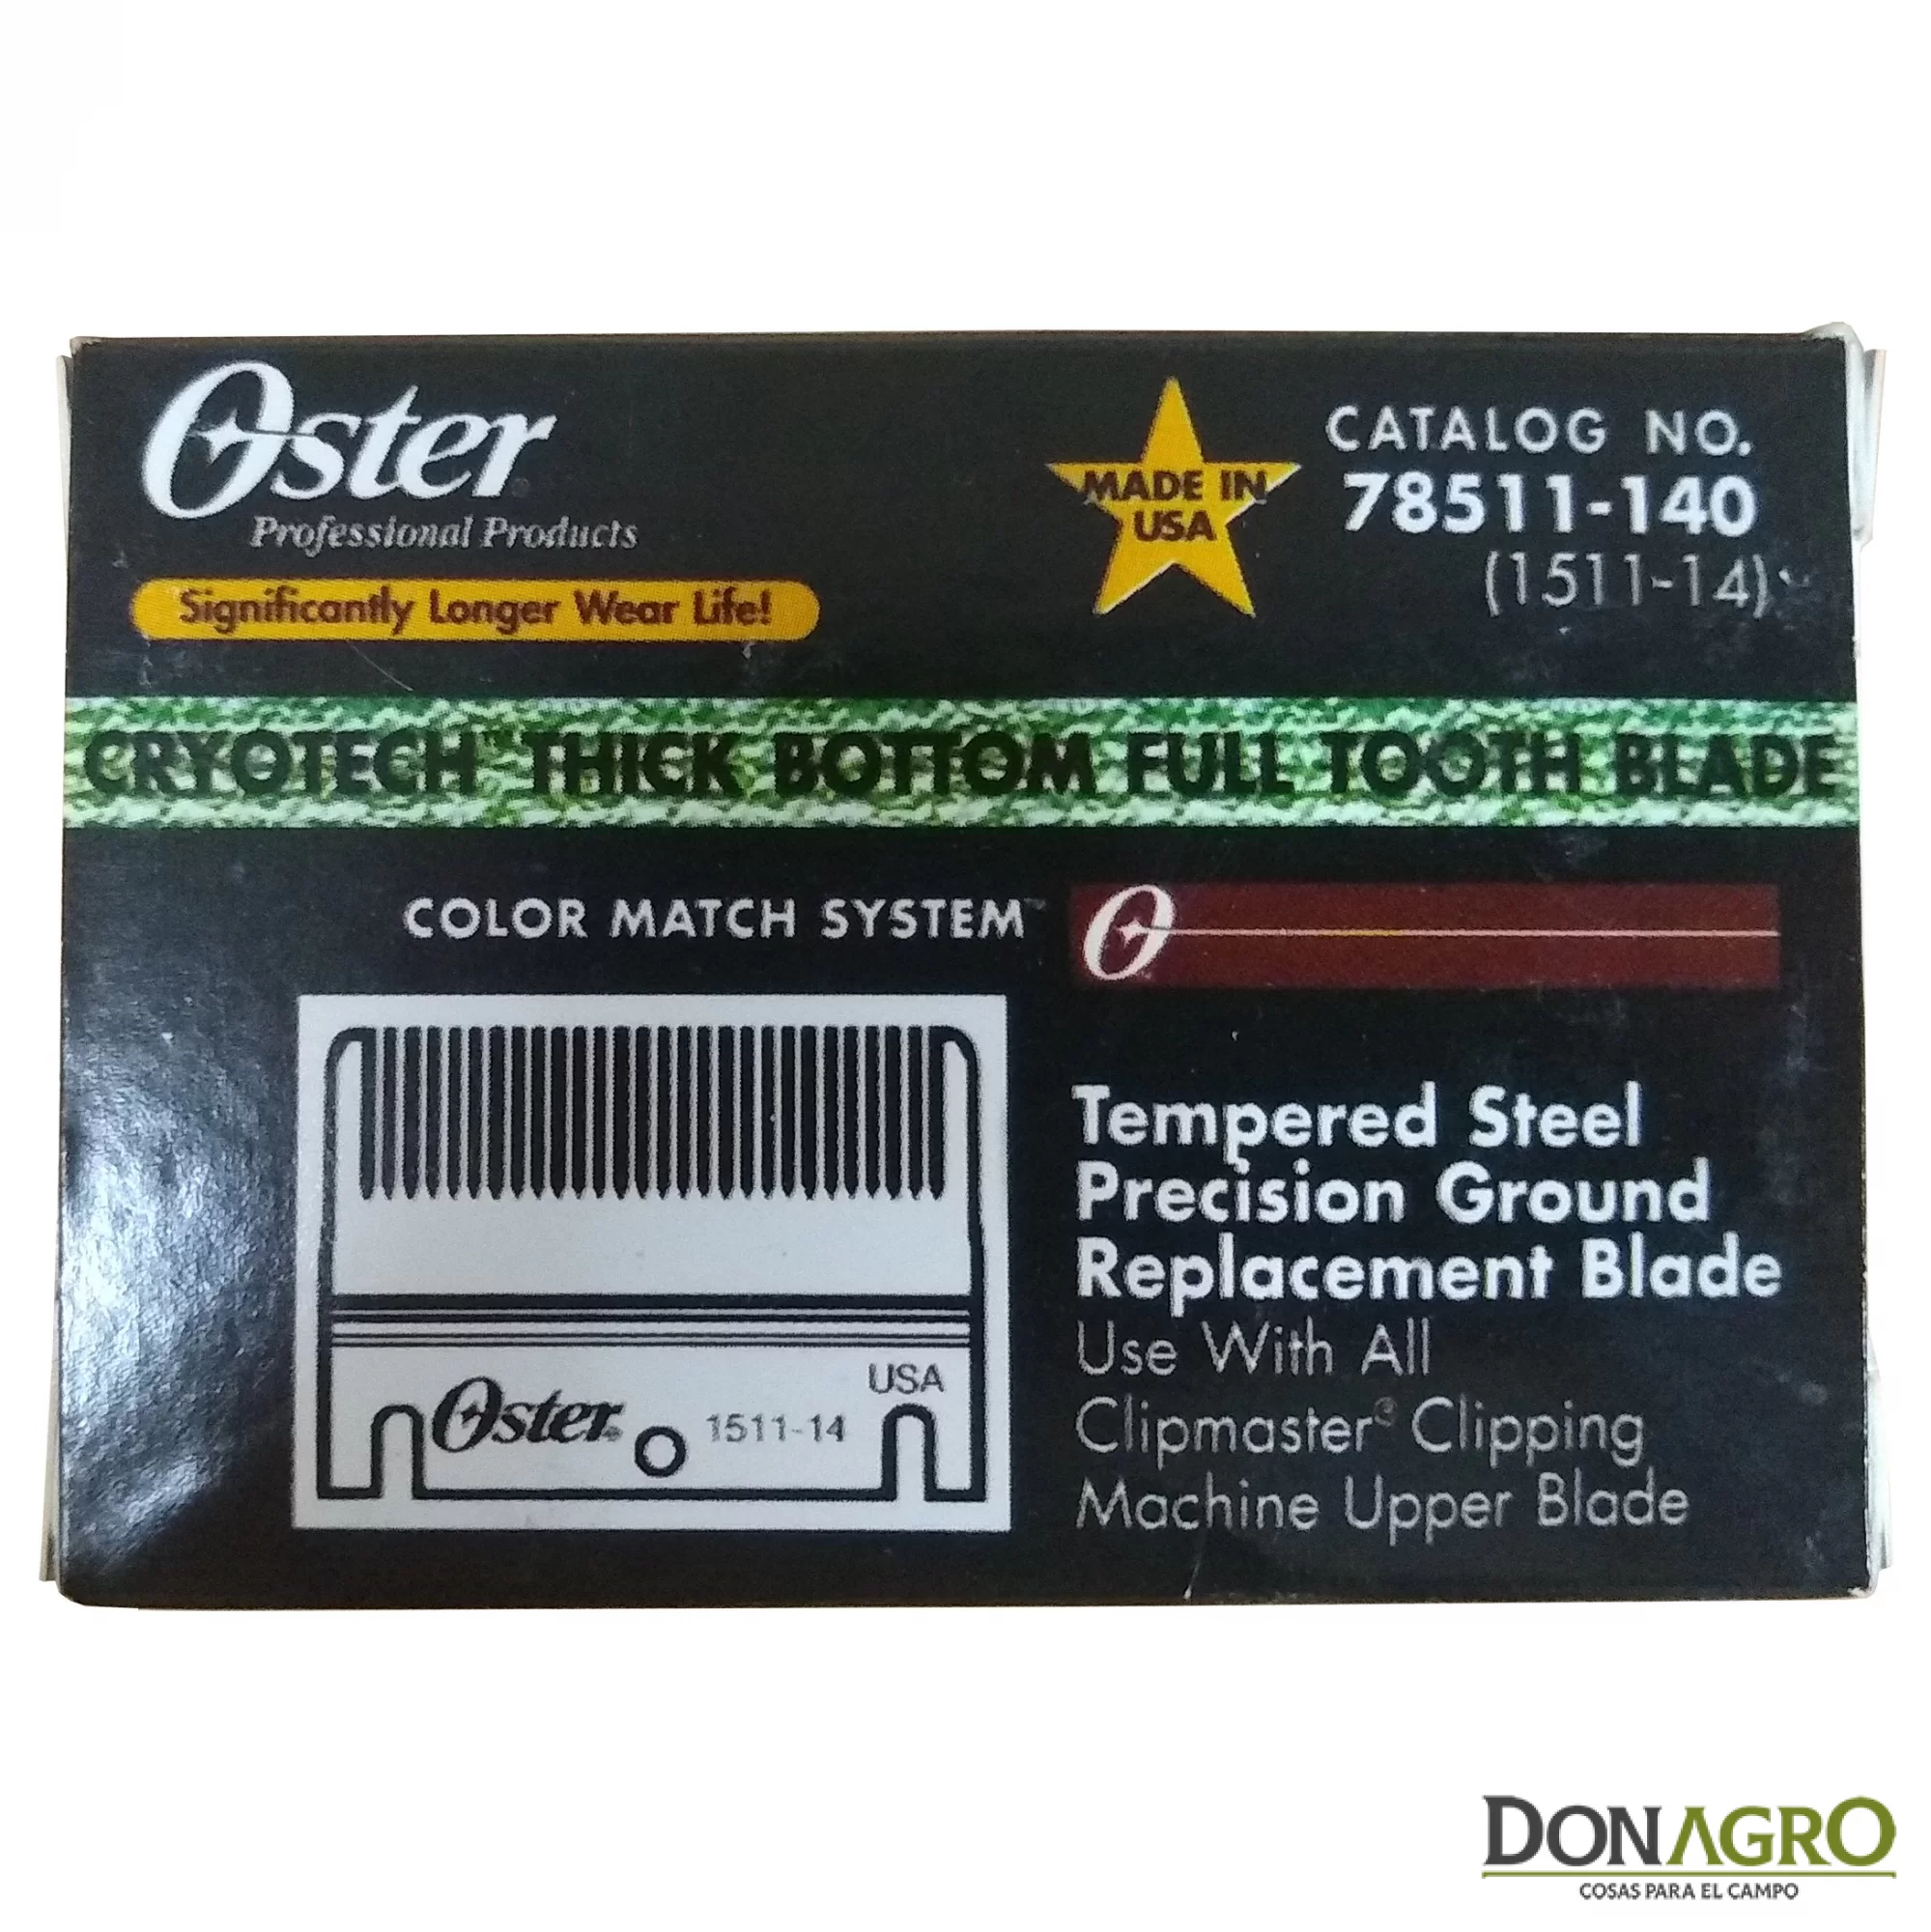 Oster
Professional Products
Significantly Longer Wear Life!
MADE IN
USA
CATALOG NO.
78511-140
(1511-14)
CRYOTECH™ THICK BOTTOM FULL TOOTH BLADE
COLOR MATCH SYSTEM™
O
Tempered Steel
Precision Ground
Replacement Blade
Use With All
Clipmaster® Clipping
Machine Upper Blade
USA
Oster® 1511-14
DONAGRO
COSAS PARA EL CAMPO